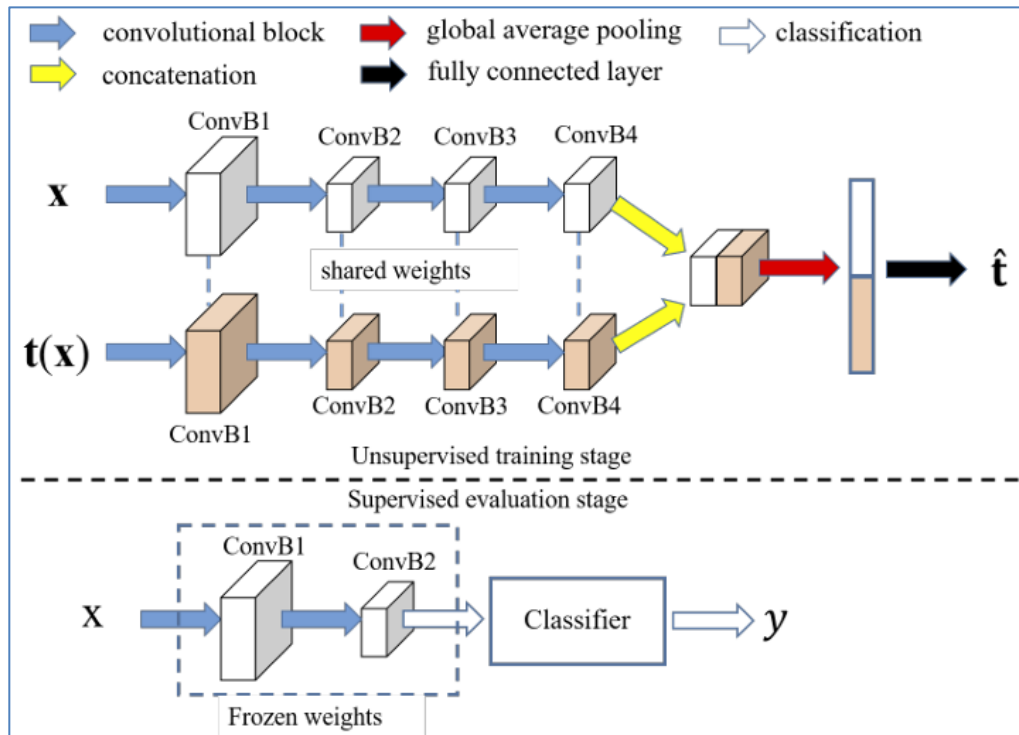 convolutional block
global average pooling
classification
concatenation
fully connected layer
ConvB1
ConvB2
ConvB3
ConvB4
x
shared weights
t̂
t(x)
ConvB1
ConvB2
ConvB3
ConvB4
Unsupervised training stage
Supervised evaluation stage
ConvB1
ConvB2
x
Classifier
y
Frozen weights